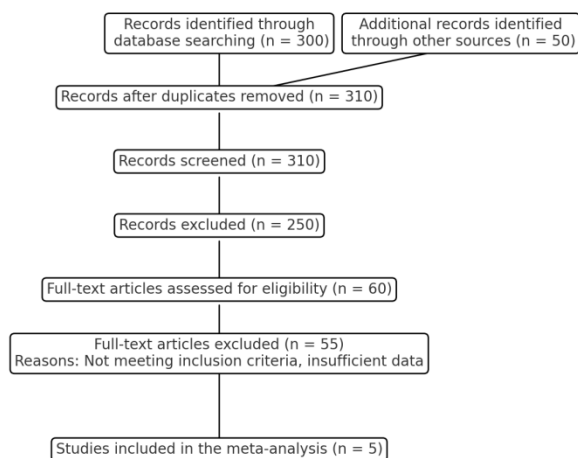 Records identified through
database searching (n = 300)
Additional records identified
through other sources (n = 50)
Records after duplicates removed (n = 310)
Records screened (n = 310)
Records excluded (n = 250)
Full-text articles assessed for eligibility (n = 60)
Full-text articles excluded (n = 55)
Reasons: Not meeting inclusion criteria, insufficient data
Studies included in the meta-analysis (n = 5)